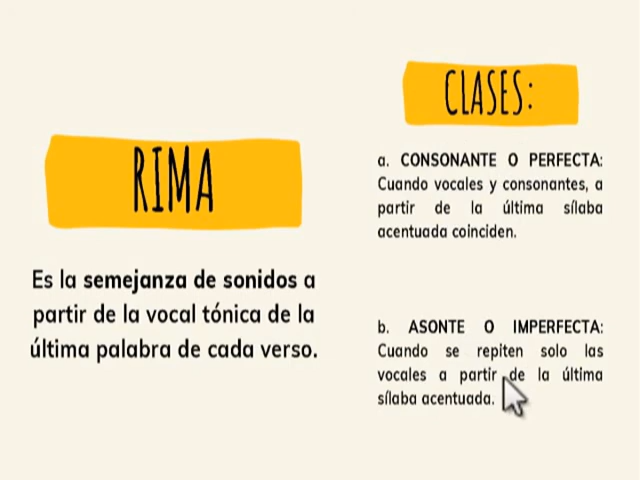 RIMA
Es la semejanza de sonidos a
partir de la vocal tónica de la
última palabra de cada verso.
CLASES:
a. CONSONANTE O PERFECTA:
Cuando vocales y consonantes, a
partir de la última sílaba
acentuada coinciden.
b. ASONTE O IMPERFECTA:
Cuando se repiten solo las
vocales a partir de la última
sílaba acentuada.